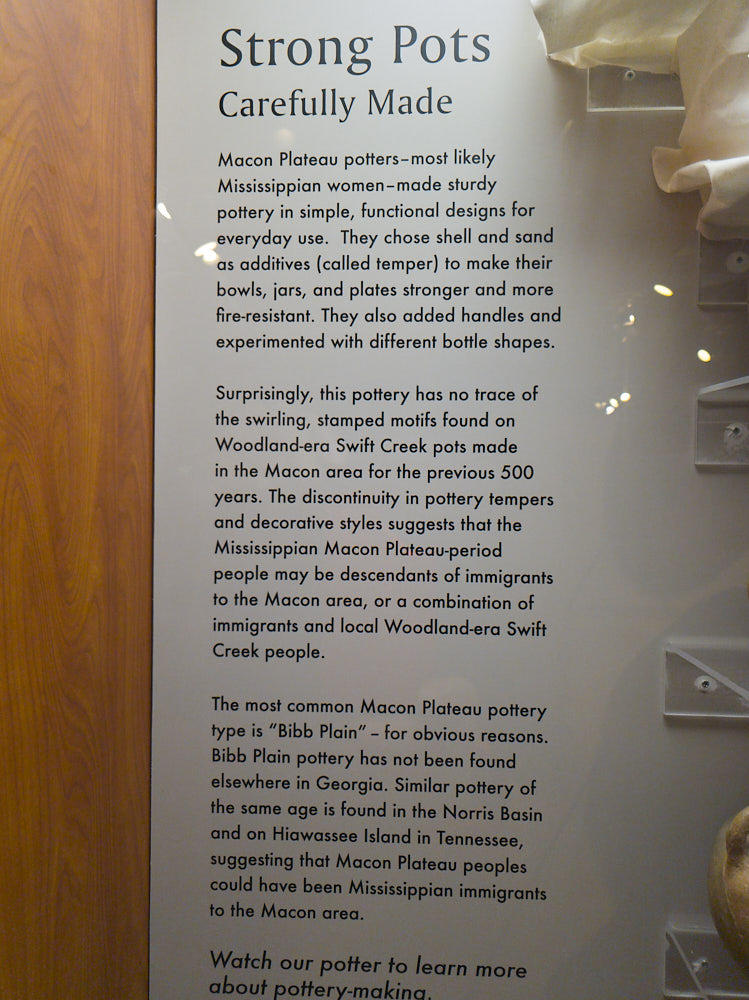 Strong Pots
Carefully Made
Macon Plateau potters–most likely
Mississippian women–made sturdy
pottery in simple, functional designs for
everyday use.  They chose shell and sand
as additives (called temper) to make their
bowls, jars, and plates stronger and more
fire-resistant. They also added handles and
experimented with different bottle shapes.
Surprisingly, this pottery has no trace of
the swirling, stamped motifs found on
Woodland-era Swift Creek pots made
in the Macon area for the previous 500
years. The discontinuity in pottery tempers
and decorative styles suggests that the
Mississippian Macon Plateau-period
people may be descendants of immigrants
to the Macon area, or a combination of
immigrants and local Woodland-era Swift
Creek people.
The most common Macon Plateau pottery
type is “Bibb Plain” – for obvious reasons.
Bibb Plain pottery has not been found
elsewhere in Georgia. Similar pottery of
the same age is found in the Norris Basin
and on Hiawassee Island in Tennessee,
suggesting that Macon Plateau peoples
could have been Mississippian immigrants
to the Macon area.
Watch our potter to learn more
about pottery-making.